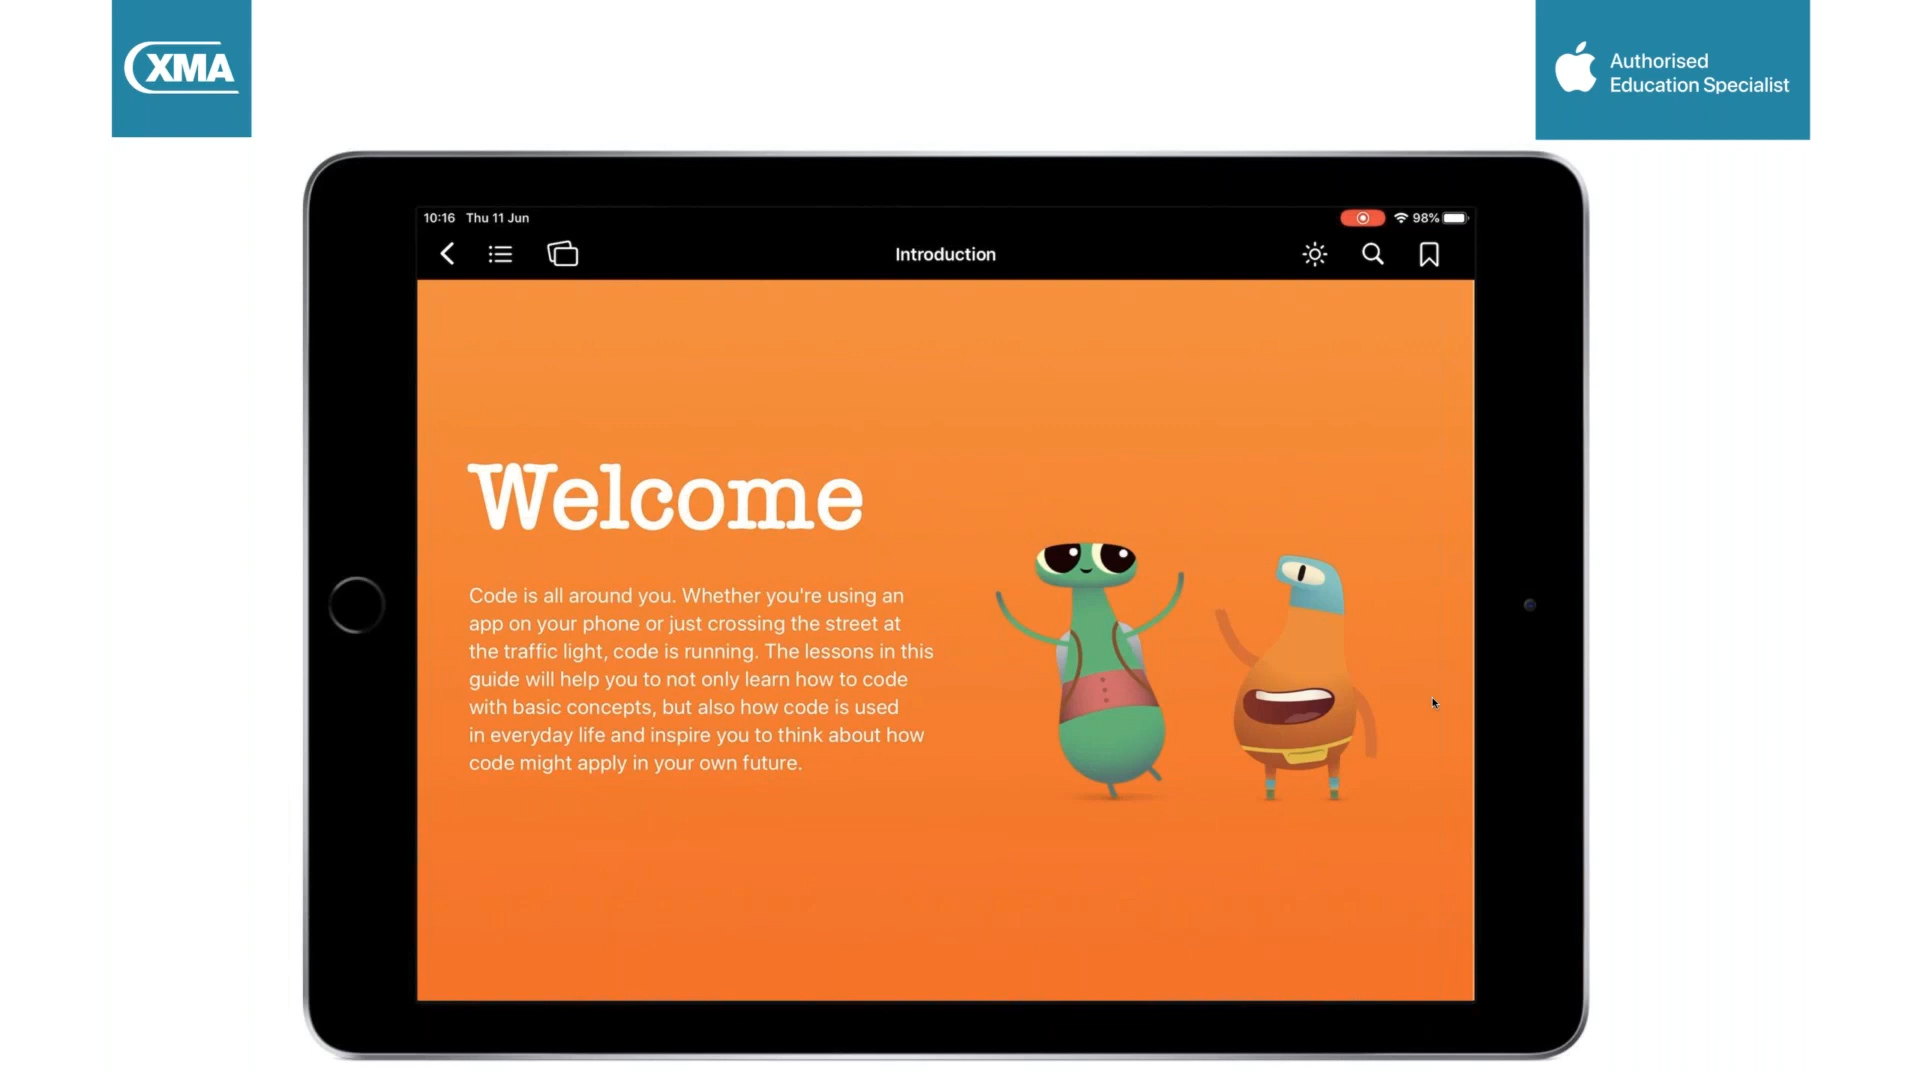 XMA
Authorised
Education Specialist
10:16 Thu 11 Jun
98%
Introduction
Welcome
Code is all around you. Whether you're using an
app on your phone or just crossing the street at
the traffic light, code is running. The lessons in this
guide will help you to not only learn how to code
with basic concepts, but also how code is used
in everyday life and inspire you to think about how
code might apply in your own future.